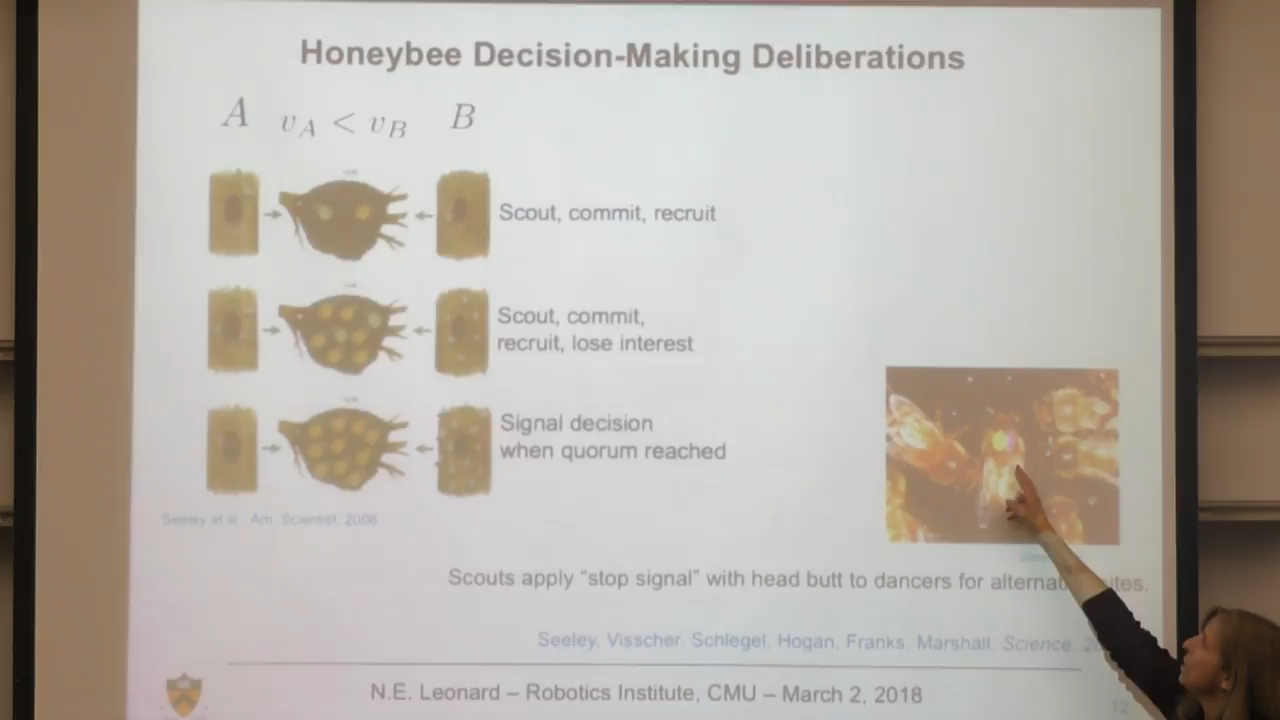 Honeybee Decision-Making Deliberations
A v_A < v_B B
Scout, commit, recruit
Scout, commit,
recruit, lose interest
Signal decision
when quorum reached
Seeley et al., Am. Scientist, 2006
Scouts apply “stop signal” with head butt to dancers for
Seeley, Visscher, Schlegel, Hogan, Franks, Marshall, Science
N.E. Leonard – Robotics Institute, CMU – March 2, 2018
12